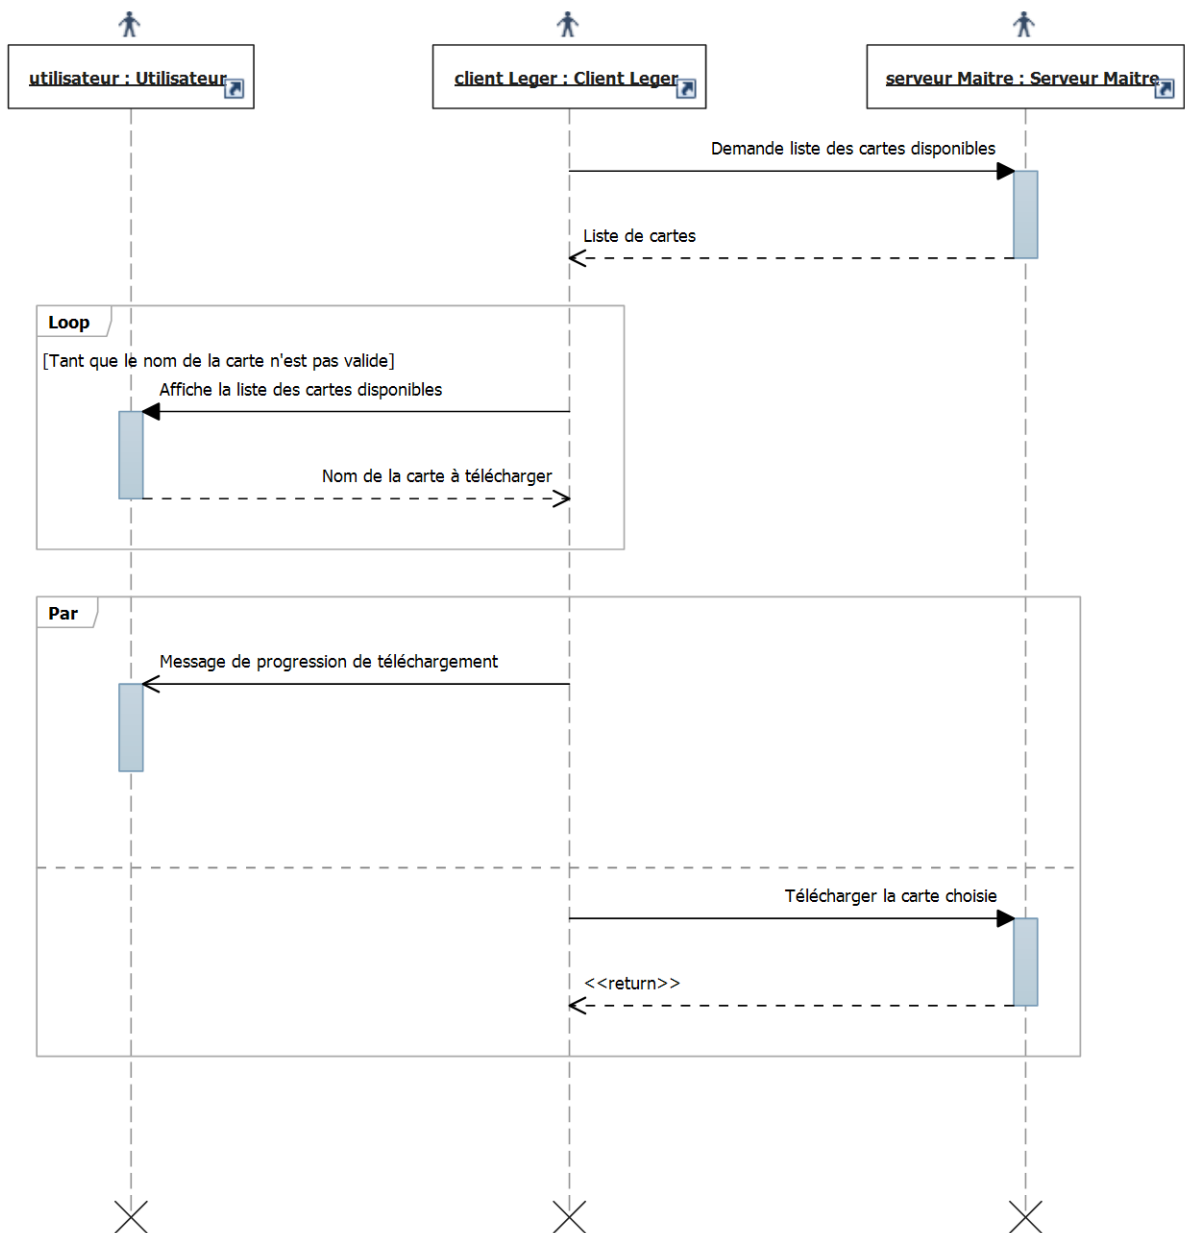 utilisateur : Utilisateur
client Leger : Client Leger
serveur Maitre : Serveur Maitre
Demande liste des cartes disponibles
Liste de cartes
Loop
[Tant que le nom de la carte n'est pas valide]
Affiche la liste des cartes disponibles
Nom de la carte à télécharger
Par
Message de progression de téléchargement
Télécharger la carte choisie
<<return>>